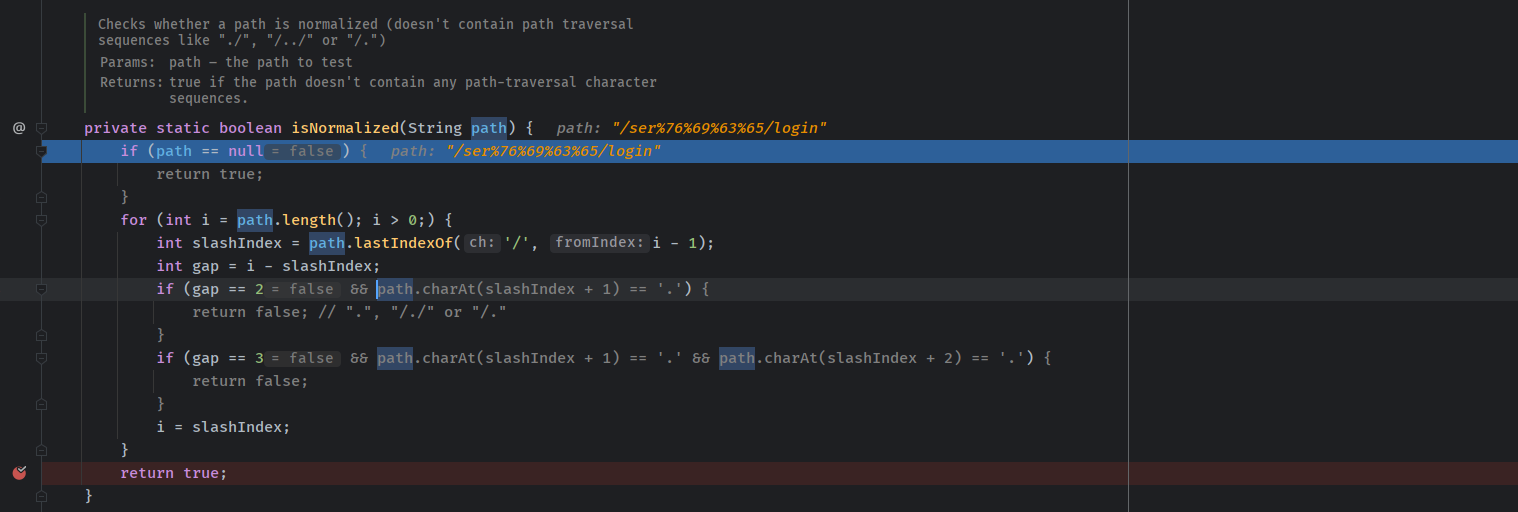 Checks whether a path is normalized (doesn't contain path traversal
sequences like "./", "/../" or "/.")
Params: path – the path to test
Returns: true if the path doesn't contain any path-traversal character
sequences.
@ private static boolean isNormalized(String path) { path: "/ser%76%69%63%65/login"
if (path == null = false ) { path: "/ser%76%69%63%65/login"
return true;
}
for (int i = path.length(); i > 0;) {
int slashIndex = path.lastIndexOf( ch: '/', fromIndex: i - 1);
int gap = i - slashIndex;
if (gap == 2 = false && path.charAt(slashIndex + 1) == '.') {
return false; // ".", "/./" or "/."
}
if (gap == 3 = false && path.charAt(slashIndex + 1) == '.' && path.charAt(slashIndex + 2) == '.') {
return false;
}
i = slashIndex;
}
return true;
}